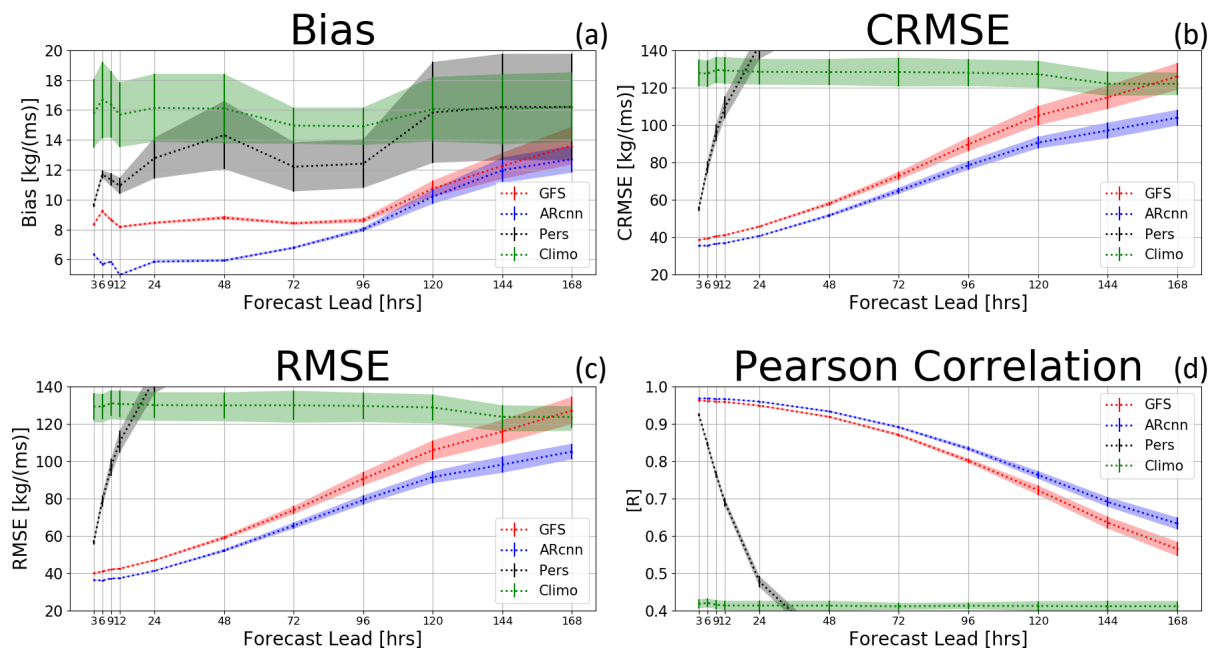 Bias
(a)
20
18
16
14
12
10
8
6
Bias [kg/(ms)]
GFS
ARcnn
Pers
Climo
3 6 9 12 24 48 72 96 120 144 168
Forecast Lead [hrs]
CRMSE
(b)
140
120
100
80
60
40
20
CRMSE [kg/(ms)]
GFS
ARcnn
Pers
Climo
3 6 9 12 24 48 72 96 120 144 168
Forecast Lead [hrs]
RMSE
(c)
140
120
100
80
60
40
20
RMSE [kg/(ms)]
GFS
ARcnn
Pers
Climo
3 6 9 12 24 48 72 96 120 144 168
Forecast Lead [hrs]
Pearson Correlation
(d)
1.0
0.9
0.8
0.7
0.6
0.5
0.4
[R]
GFS
ARcnn
Pers
Climo
3 6 9 12 24 48 72 96 120 144 168
Forecast Lead [hrs]